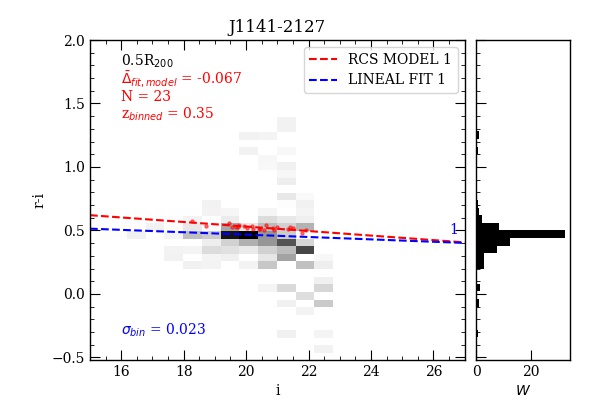 J1141-2127
2.0
1.5
1.0
0.5
0.0
−0.5
r-i
0.5R200
Δ̄fit,model = -0.067
N = 23
zbinned = 0.35
RCS MODEL 1
LINEAL FIT 1
1
σbin = 0.023
16 18 20 22 24 26
i
0 20
W